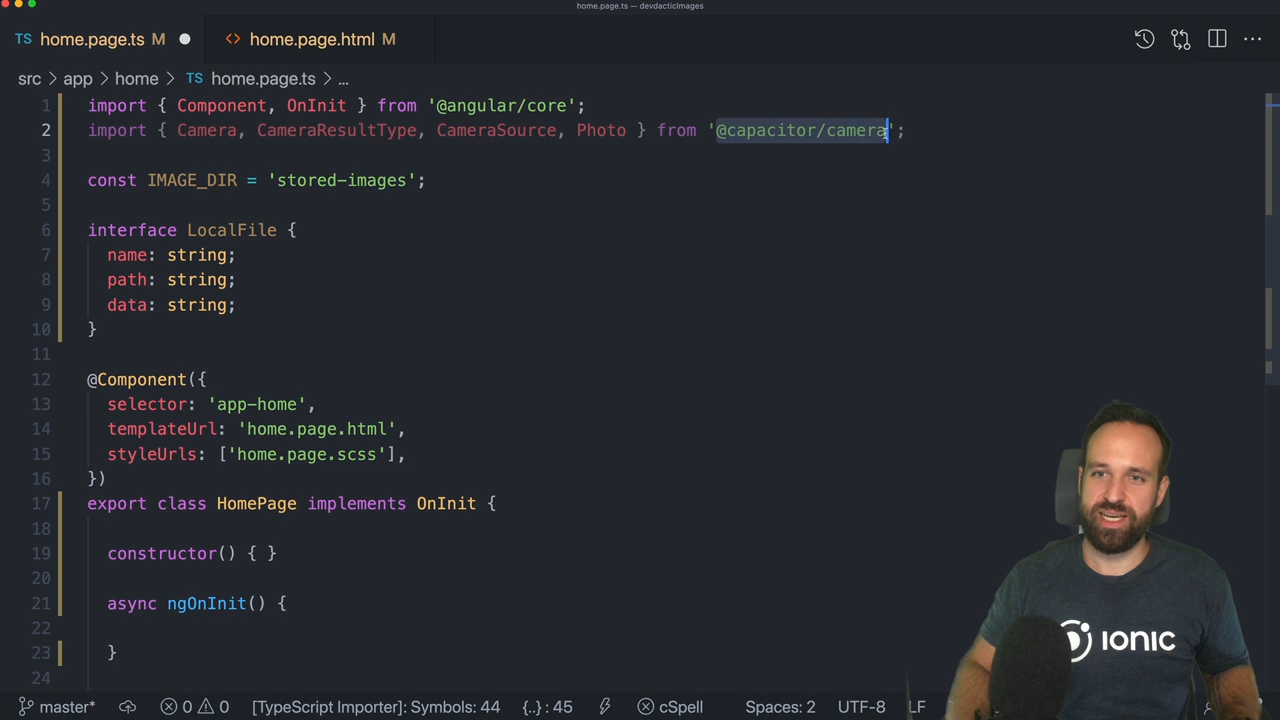 home.page.ts — devdacticImages
TS home.page.ts M
<> home.page.html M
src > app > home > TS home.page.ts > ...
1 import { Component, OnInit } from '@angular/core';
2 import { Camera, CameraResultType, CameraSource, Photo } from '@capacitor/camera';
3
4 const IMAGE_DIR = 'stored-images';
5
6 interface LocalFile {
7 name: string;
8 path: string;
9 data: string;
10 }
11
12 @Component({
13 selector: 'app-home',
14 templateUrl: 'home.page.html',
15 styleUrls: ['home.page.scss'],
16 })
17 export class HomePage implements OnInit {
18
19 constructor() { }
20
21 async ngOnInit() {
22
23 }
24
IONIC
master* 0 0 [TypeScript Importer]: Symbols: 44 {..}: 45 cSpell Spaces: 2 UTF-8 LF